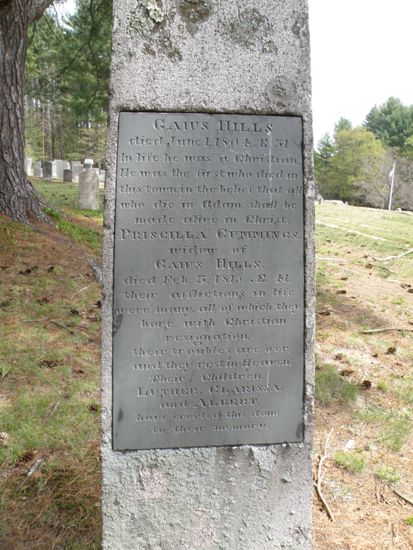 GAIUS HILLS
died June 1, 1804. Æ. 51.
In life he was a Christian.
He was the first who died in
this town in the belief that all
who die in Adam shall be
made alive in Christ.
PRISCILLA CUMMINGS
widow of
GAIUS HILLS.
died Feb. 5, Æ.
their aflictions in life
were many, all of which they
bore with Christian
resignation,
their troubles are over
and they rest in Heaven.
Their Children,
LUTHER, CLARISSA.
and ALBERT.
have erected this stone
to their memory.